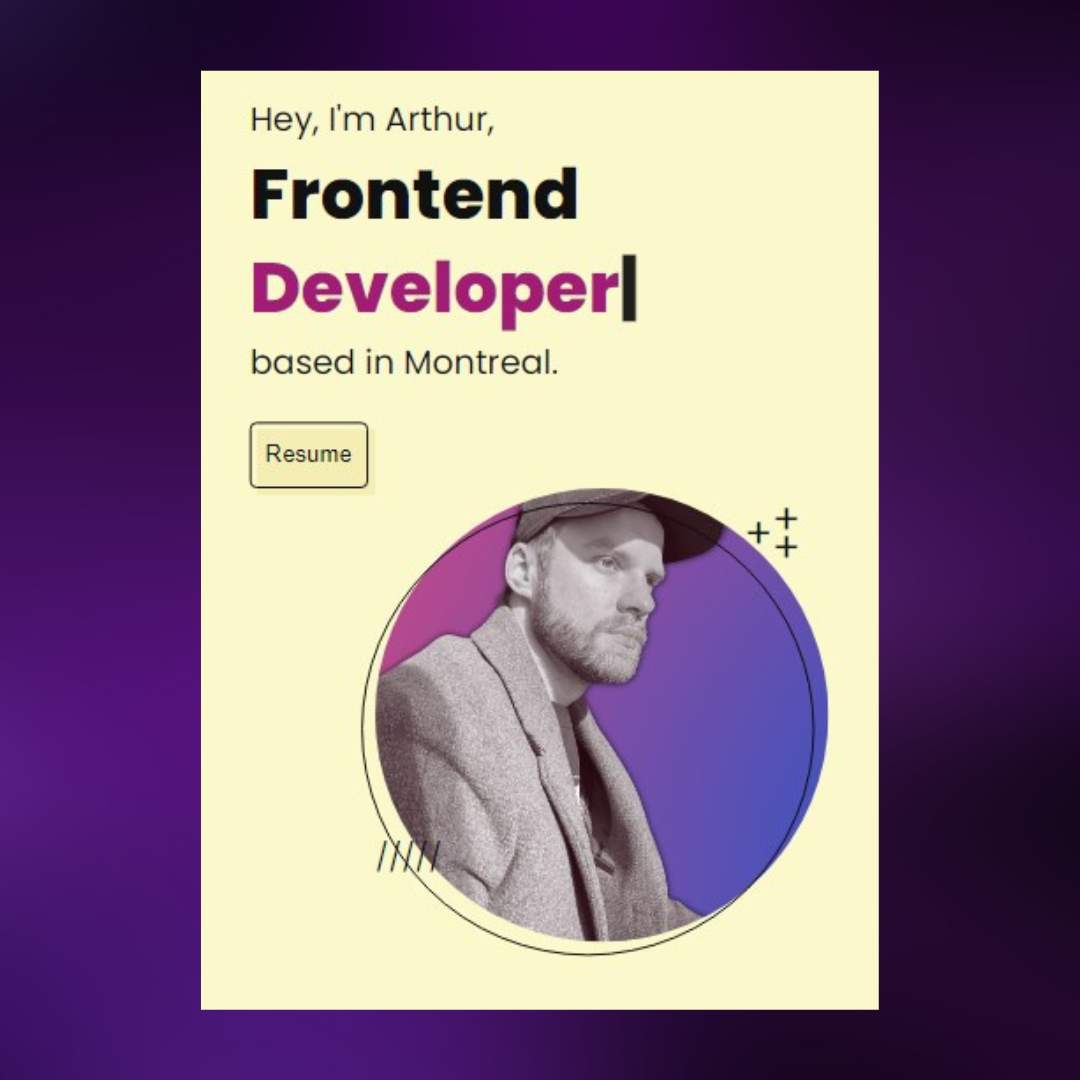 Hey, I'm Arthur,
Frontend
Developer|
based in Montreal.
Resume